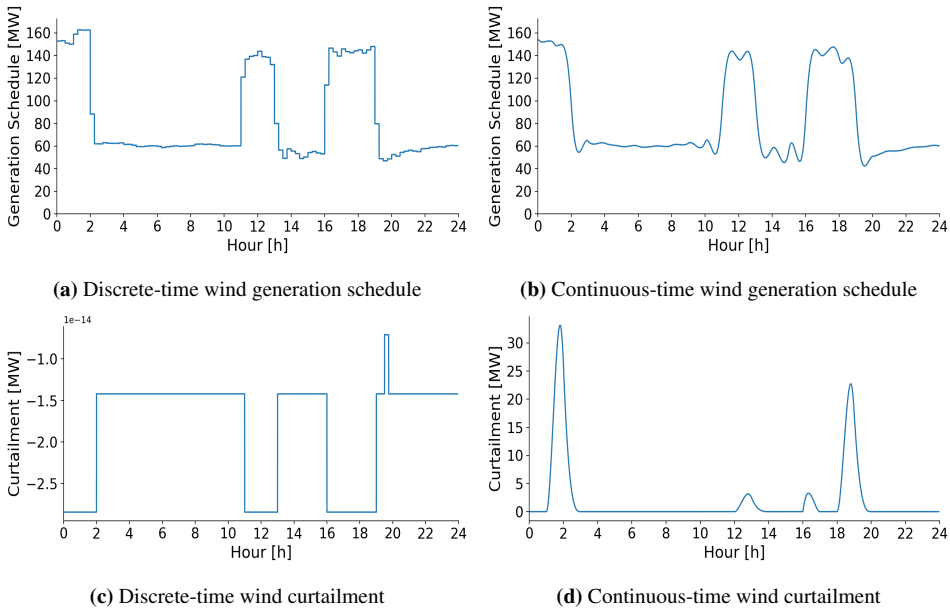 Generation Schedule [MW]
160
140
120
100
80
60
40
20
0
0 2 4 6 8 10 12 14 16 18 20 22 24
Hour [h]
(a) Discrete-time wind generation schedule
Generation Schedule [MW]
160
140
120
100
80
60
40
20
0
0 2 4 6 8 10 12 14 16 18 20 22 24
Hour [h]
(b) Continuous-time wind generation schedule
1e−14
Curtailment [MW]
−1.0
−1.5
−2.0
−2.5
0 2 4 6 8 10 12 14 16 18 20 22 24
Hour [h]
(c) Discrete-time wind curtailment
Curtailment [MW]
30
25
20
15
10
5
0
0 2 4 6 8 10 12 14 16 18 20 22 24
Hour [h]
(d) Continuous-time wind curtailment